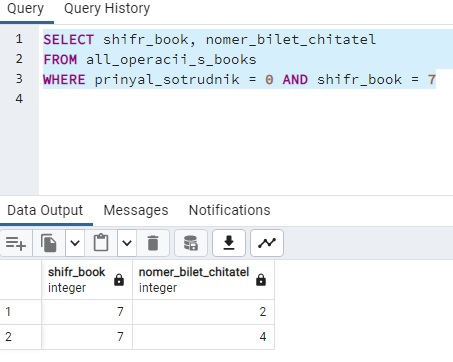 Query Query History
1 SELECT shifr_book, nomer_bilet_chitatel
2 FROM all_operacii_s_books
3 WHERE prinyal_sotrudnik = 0 AND shifr_book = 7
4
Data Output Messages Notifications
shifr_book nomer_bilet_chitatel
integer integer
1 7 2
2 7 4